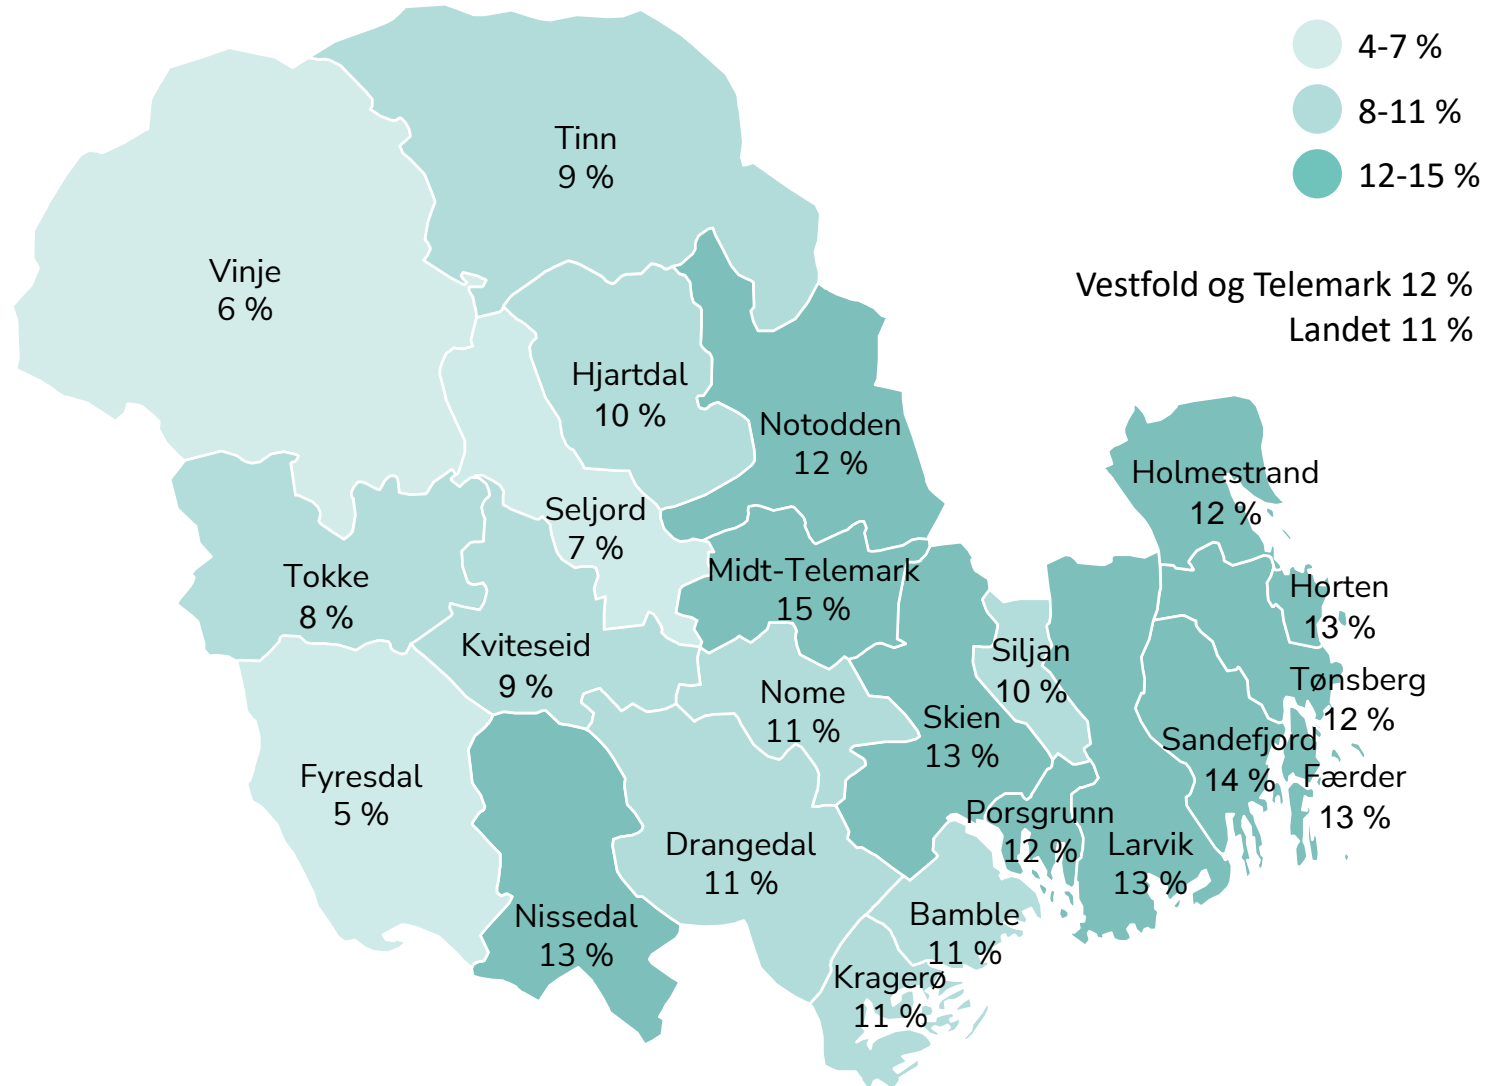 4-7 %
8-11 %
12-15 %
Vestfold og Telemark 12 %
Landet 11 %
Tinn
9 %
Vinje
6 %
Hjartdal
10 %
Notodden
12 %
Holmestrand
12 %
Seljord
7 %
Tokke
8 %
Midt-Telemark
15 %
Horten
13 %
Kviteseid
9 %
Siljan
10 %
Tønsberg
12 %
Nome
11 %
Skien
13 %
Sandefjord
14 %
Fyresdal
5 %
Færder
13 %
Porsgrunn
12 %
Drangedal
11 %
Larvik
13 %
Nissedal
13 %
Bamble
11 %
Kragerø
11 %